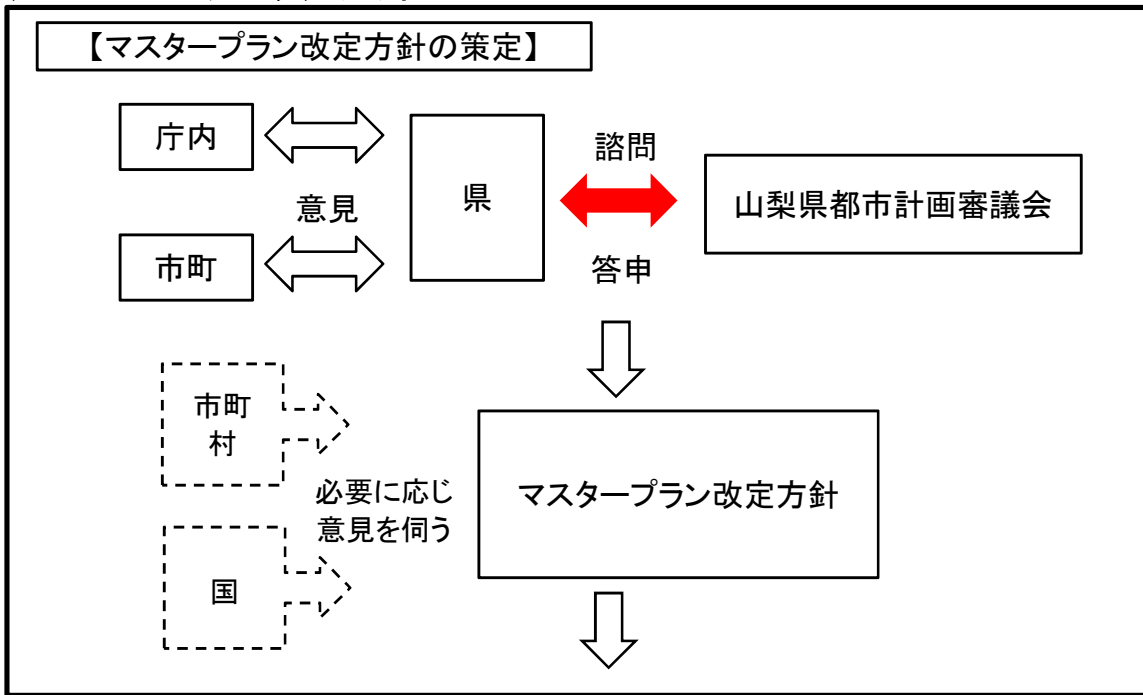 【マスタープラン改定方針の策定】
庁内
意見
市町
県
諮問
答申
山梨県都市計画審議会
市町
村
国
必要に応じ
意見を伺う
マスタープラン改定方針